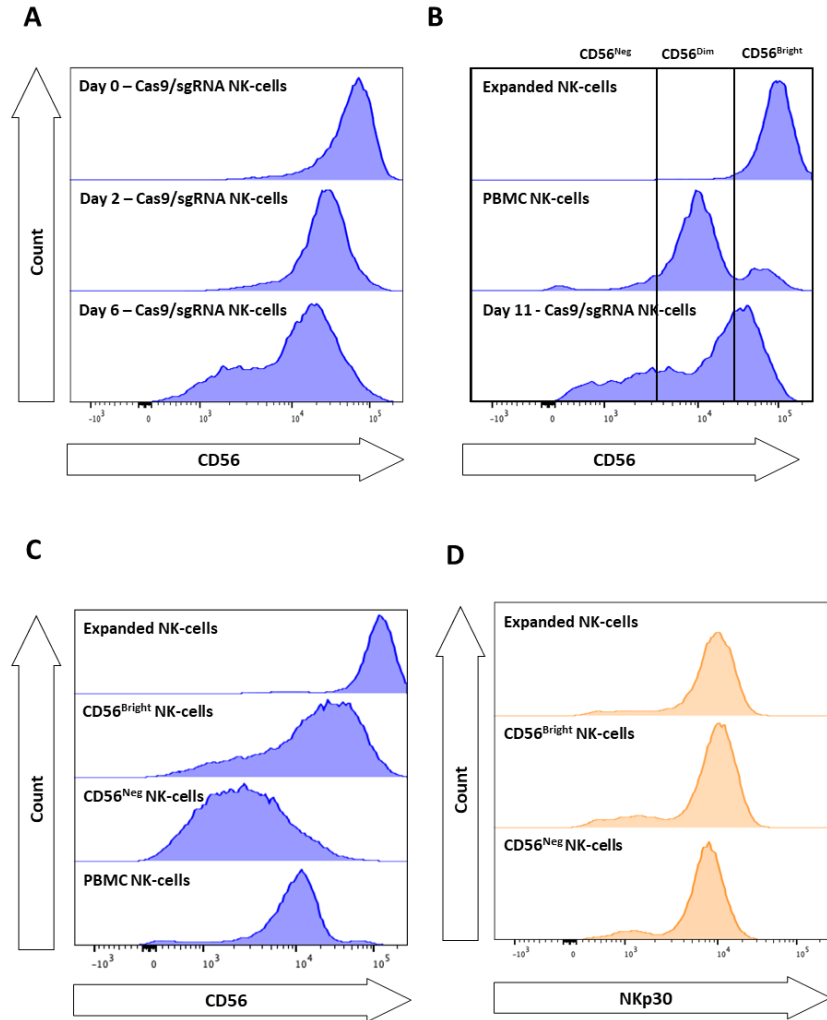 A
Day 0 – Cas9/sgRNA NK-cells
Day 2 – Cas9/sgRNA NK-cells
Day 6 – Cas9/sgRNA NK-cells
Count
-10³ 0 10³ 10⁴ 10⁵
CD56
B
CD56ᴺᵉᵍ CD56ᴰⁱᵐ CD56ᴮʳⁱᵍʰᵗ
Expanded NK-cells
PBMC NK-cells
Day 11 - Cas9/sgRNA NK-cells
0 10³ 10⁴ 10⁵
CD56
C
Expanded NK-cells
CD56ᴮʳⁱᵍʰᵗ NK-cells
CD56ᴺᵉᵍ NK-cells
PBMC NK-cells
Count
-10³ 0 10³ 10⁴ 10⁵
CD56
D
Expanded NK-cells
CD56ᴮʳⁱᵍʰᵗ NK-cells
CD56ᴺᵉᵍ NK-cells
Count
-10³ 0 10³ 10⁴ 10⁵
NKp30